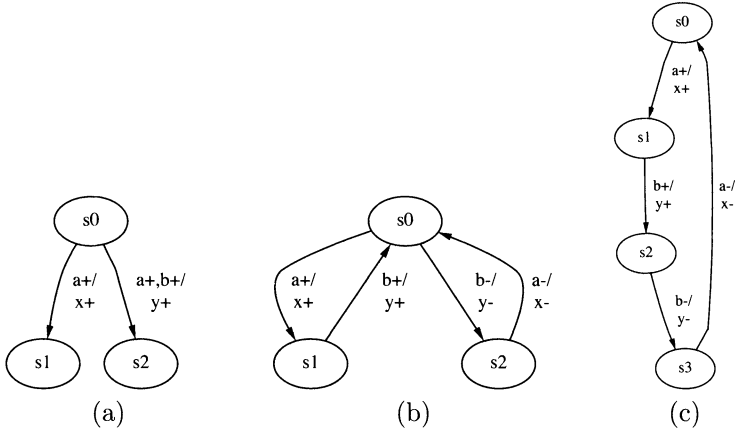 s0
a+/
x+
a+,b+/
y+
s1
s2
(a)
s0
a+/
x+
b+/
y+
b-/
y-
a-/
x-
s1
s2
(b)
s0
a+/
x+
s1
b+/
y+
a-/
x-
s2
b-/
y-
s3
(c)